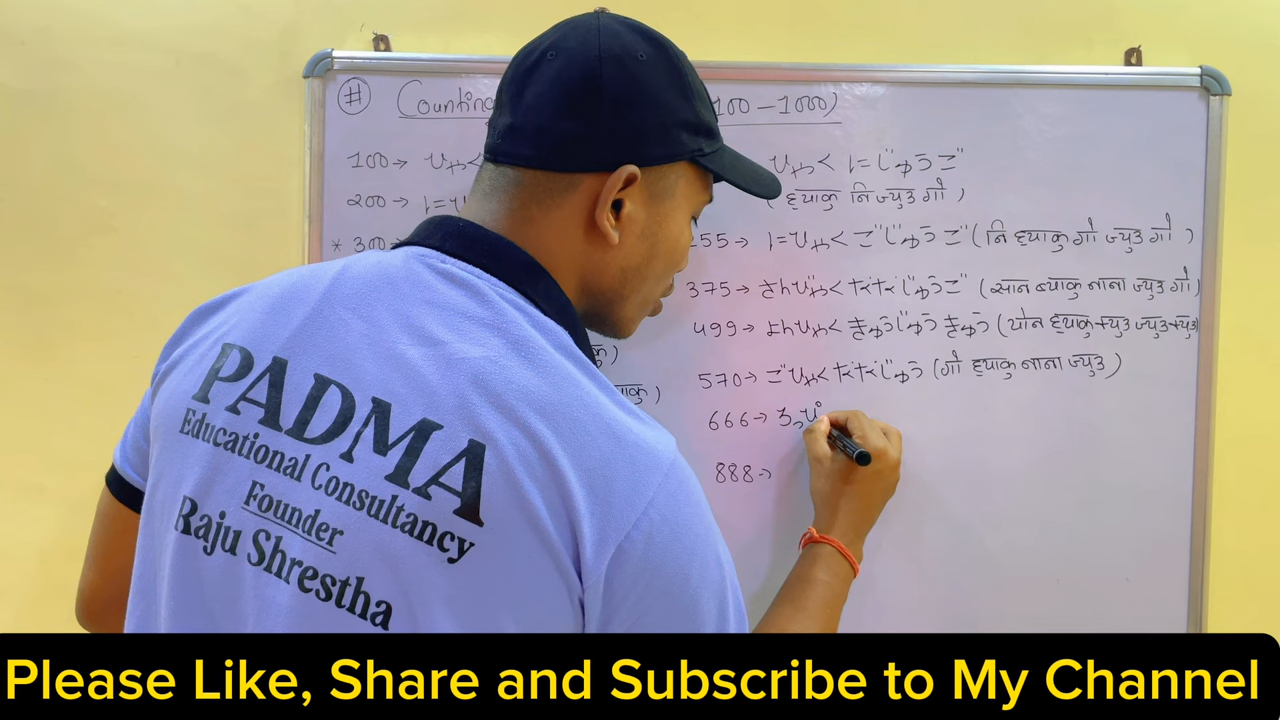 # Counting 100-1000)
100→ ひゃく
200→ に
* 300→
ひゃく にじゅうご
(ह्याकु नि ज्युउ गो)
255→ にひゃく ごじゅうご (नि ह्याकु गो ज्युउ गो)
375→ さんびゃく ななじゅうご (सान ब्याकु नाना ज्युउ गो)
499→ よんひゃく きゅうじゅうきゅう (योन ह्याकु क्युउ ज्युउ क्युउ)
570→ ごひゃく ななじゅう (गो ह्याकु नाना ज्युउ)
666→ ろっぴ
888→
PADMA
Educational Consultancy
Founder
Raju Shrestha
Please Like, Share and Subscribe to My Channel